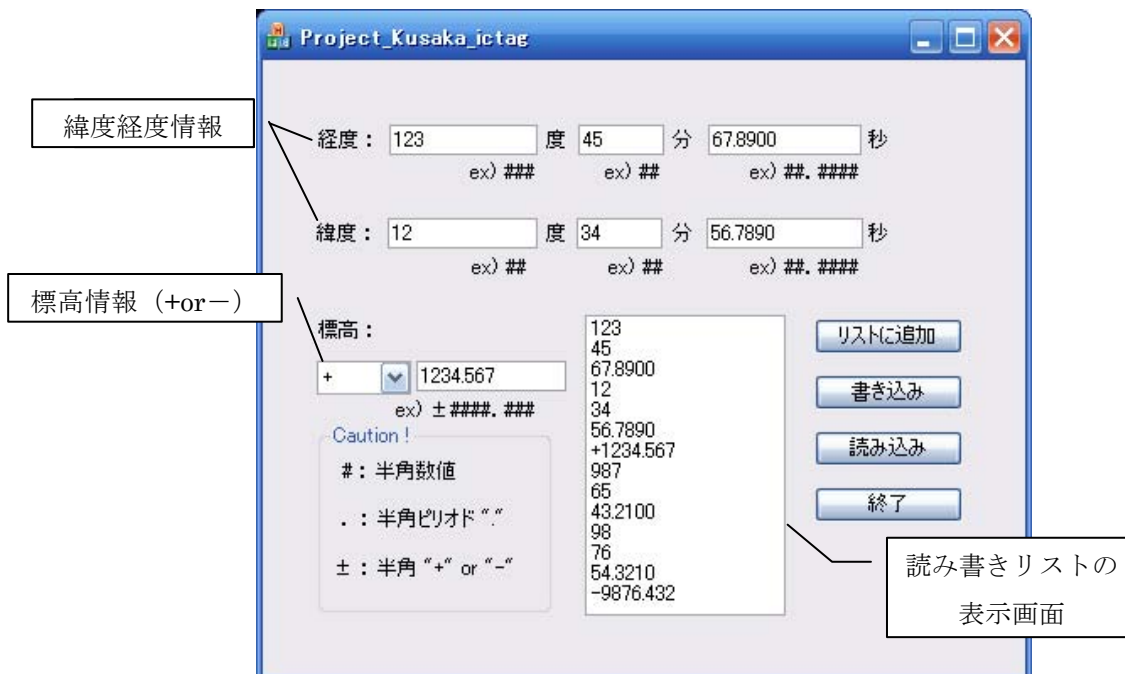 Project_Kusaka_ictag
緯度経度情報
経度： 123 度 45 分 67.8900 秒
ex) ### ex) ## ex) ##. ####
緯度： 12 度 34 分 56.7890 秒
ex) ## ex) ## ex) ##. ####
標高情報（+or－）
標高：
+ 1234.567
ex) ± ####. ###
Caution !
#：半角数値
.：半角ピリオド “.”
±：半角 “+” or “-”
123
45
67.8900
12
34
56.7890
+1234.567
987
65
43.2100
98
76
54.3210
-9876.432
リストに追加
書き込み
読み込み
終了
読み書きリストの
表示画面